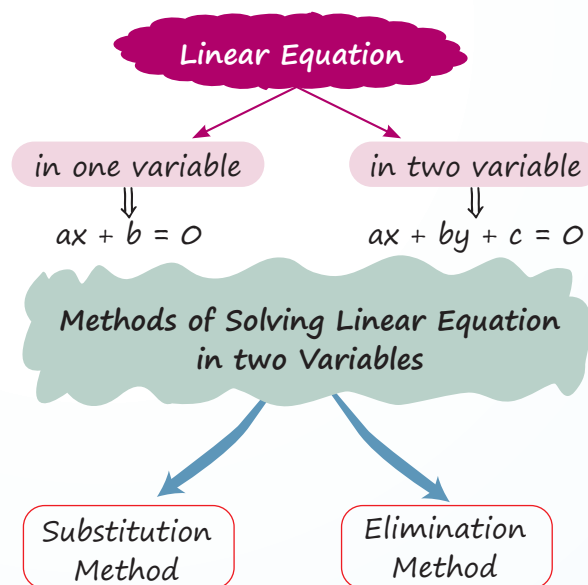 Linear Equation
in one variable
in two variable
ax + b = 0
ax + by + c = 0
Methods of Solving Linear Equation
in two Variables
Substitution
Method
Elimination
Method